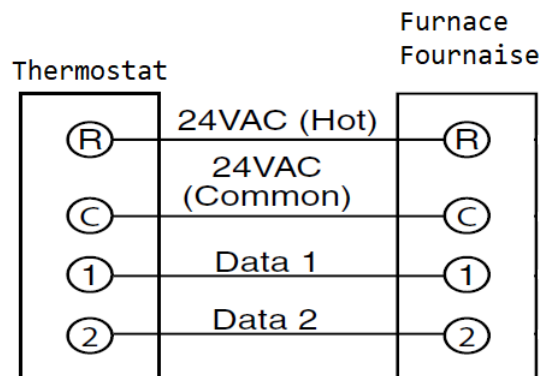 Furnace
Fournaise
Thermostat
R 24VAC (Hot) R
24VAC
(Common)
C C
1 Data 1 1
2 Data 2 2